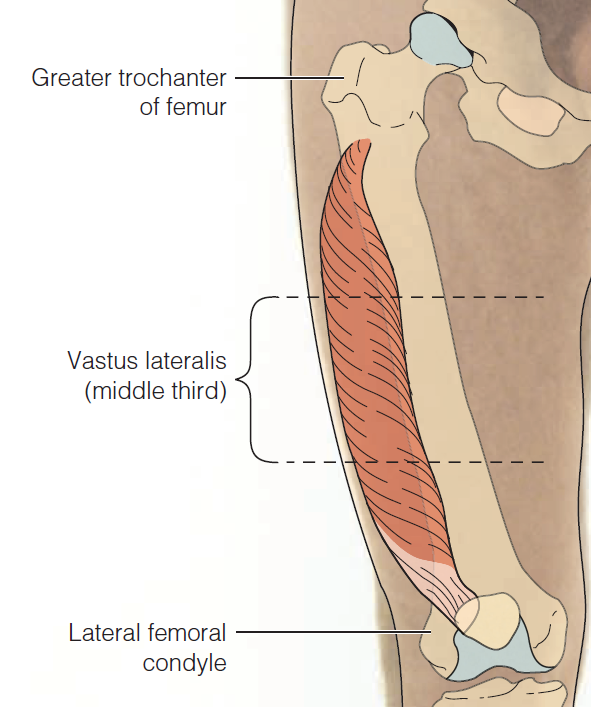 Greater trochanter
of femur
Vastus lateralis
(middle third)
Lateral femoral
condyle